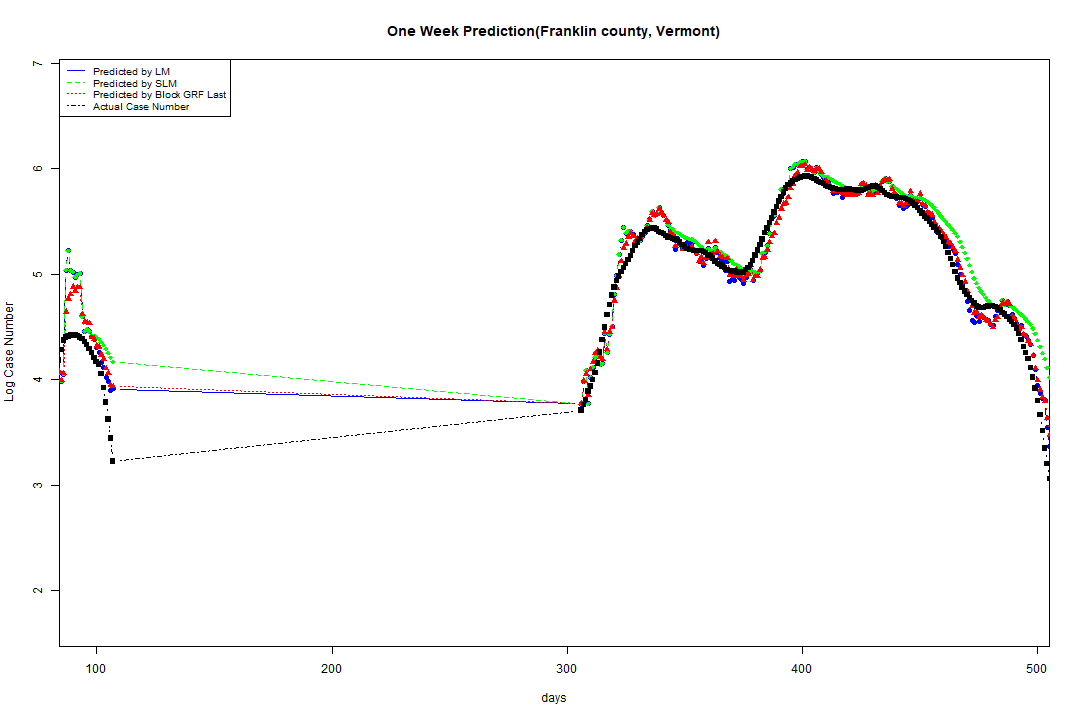 One Week Prediction(Franklin county, Vermont)
Predicted by LM
Predicted by SLM
Predicted by Block GRF Last
Actual Case Number
7
6
5
4
3
2
Log Case Number
100 200 300 400 500
days